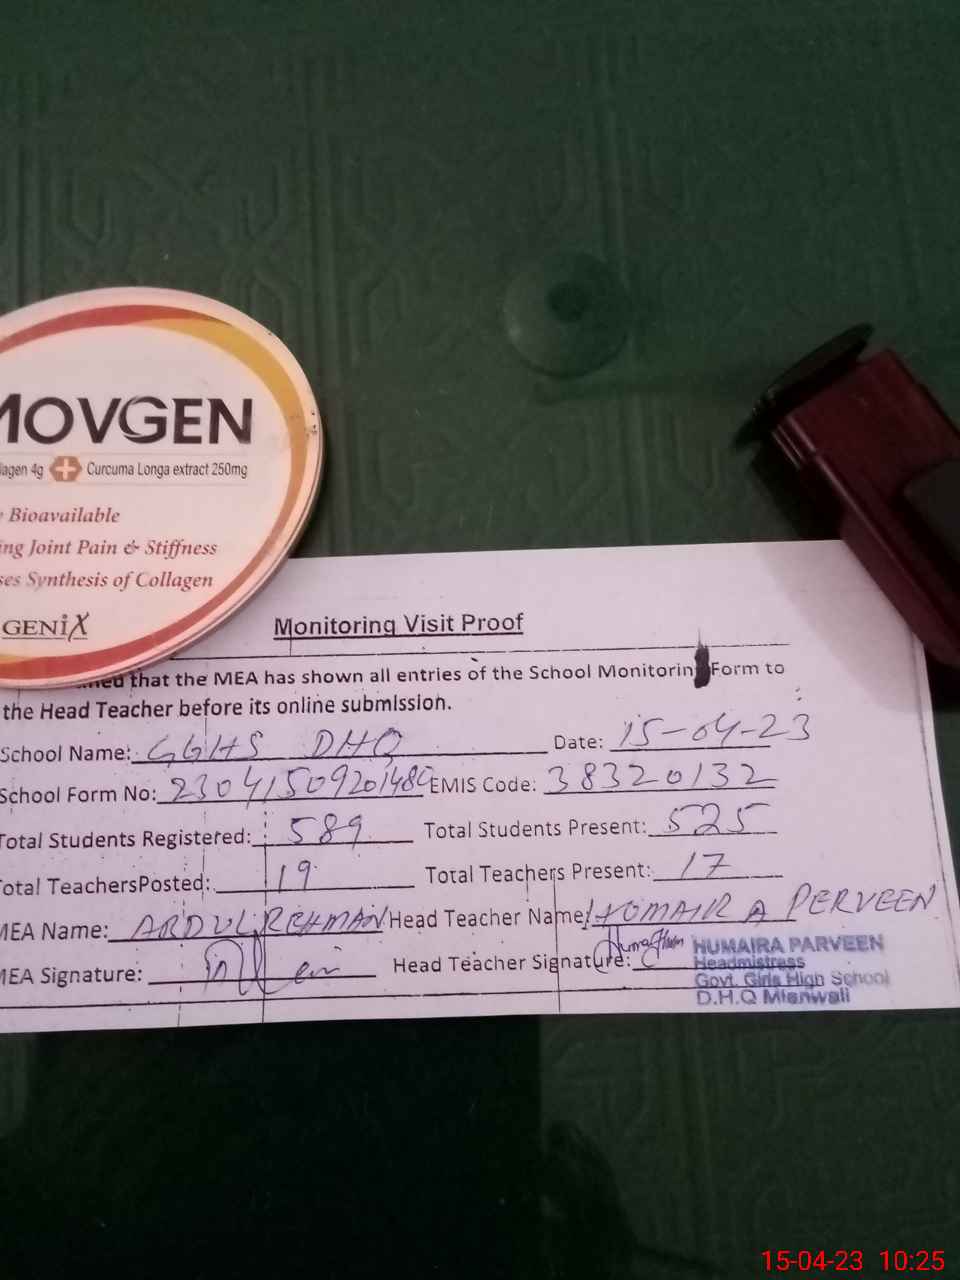 MOVGEN
lagen 4g Curcuma Longa extract 250mg
Bioavailable
ing Joint Pain & Stiffness
ses Synthesis of Collagen
GENiX
Monitoring Visit Proof
that the MEA has shown all entries of the School Monitorin Form to
the Head Teacher before its online submission.
School Name: GGHS DHQ Date: 15-04-23
School Form No: EMIS Code: 38320132
Total Students Registered: 589 Total Students Present: 525
Total TeachersPosted: 19 Total Teachers Present: 17
MEA Name: ABDUL REHMAN Head Teacher Name: HOMAIRA PERVEEN
MEA Signature: Head Teacher Signature:
HUMAIRA PARVEEN
Headmistress
Govt. Girls High School
D.H.Q Mianwali
15-04-23 10:25